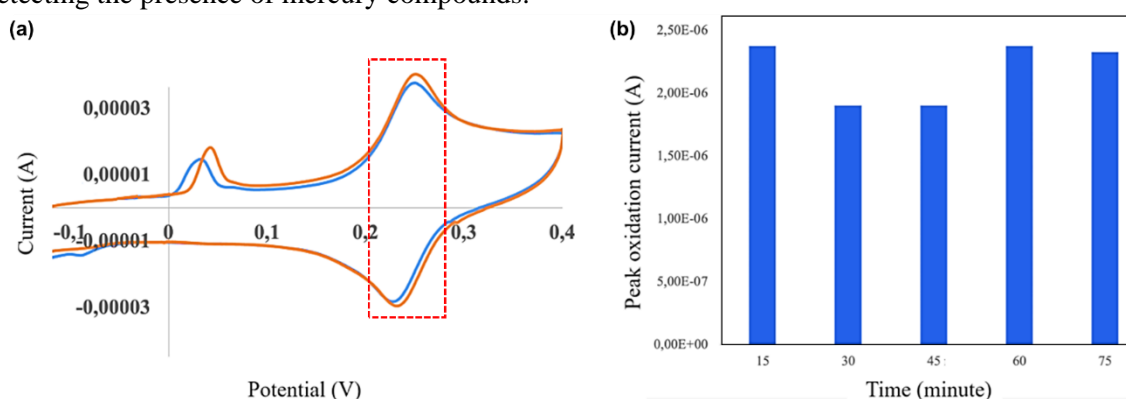 etecting the presence of mercury compounds.
(a)
0,00003
0,00001
-0,00001
-0,00003
-0,1
0
0,1
0,2
0,3
0,4
Current (A)
Potential (V)
(b)
2,50E-06
2,00E-06
1,50E-06
1,00E-06
5,00E-07
0,00E+00
15
30
45
60
75
Peak oxidation current (A)
Time (minute)